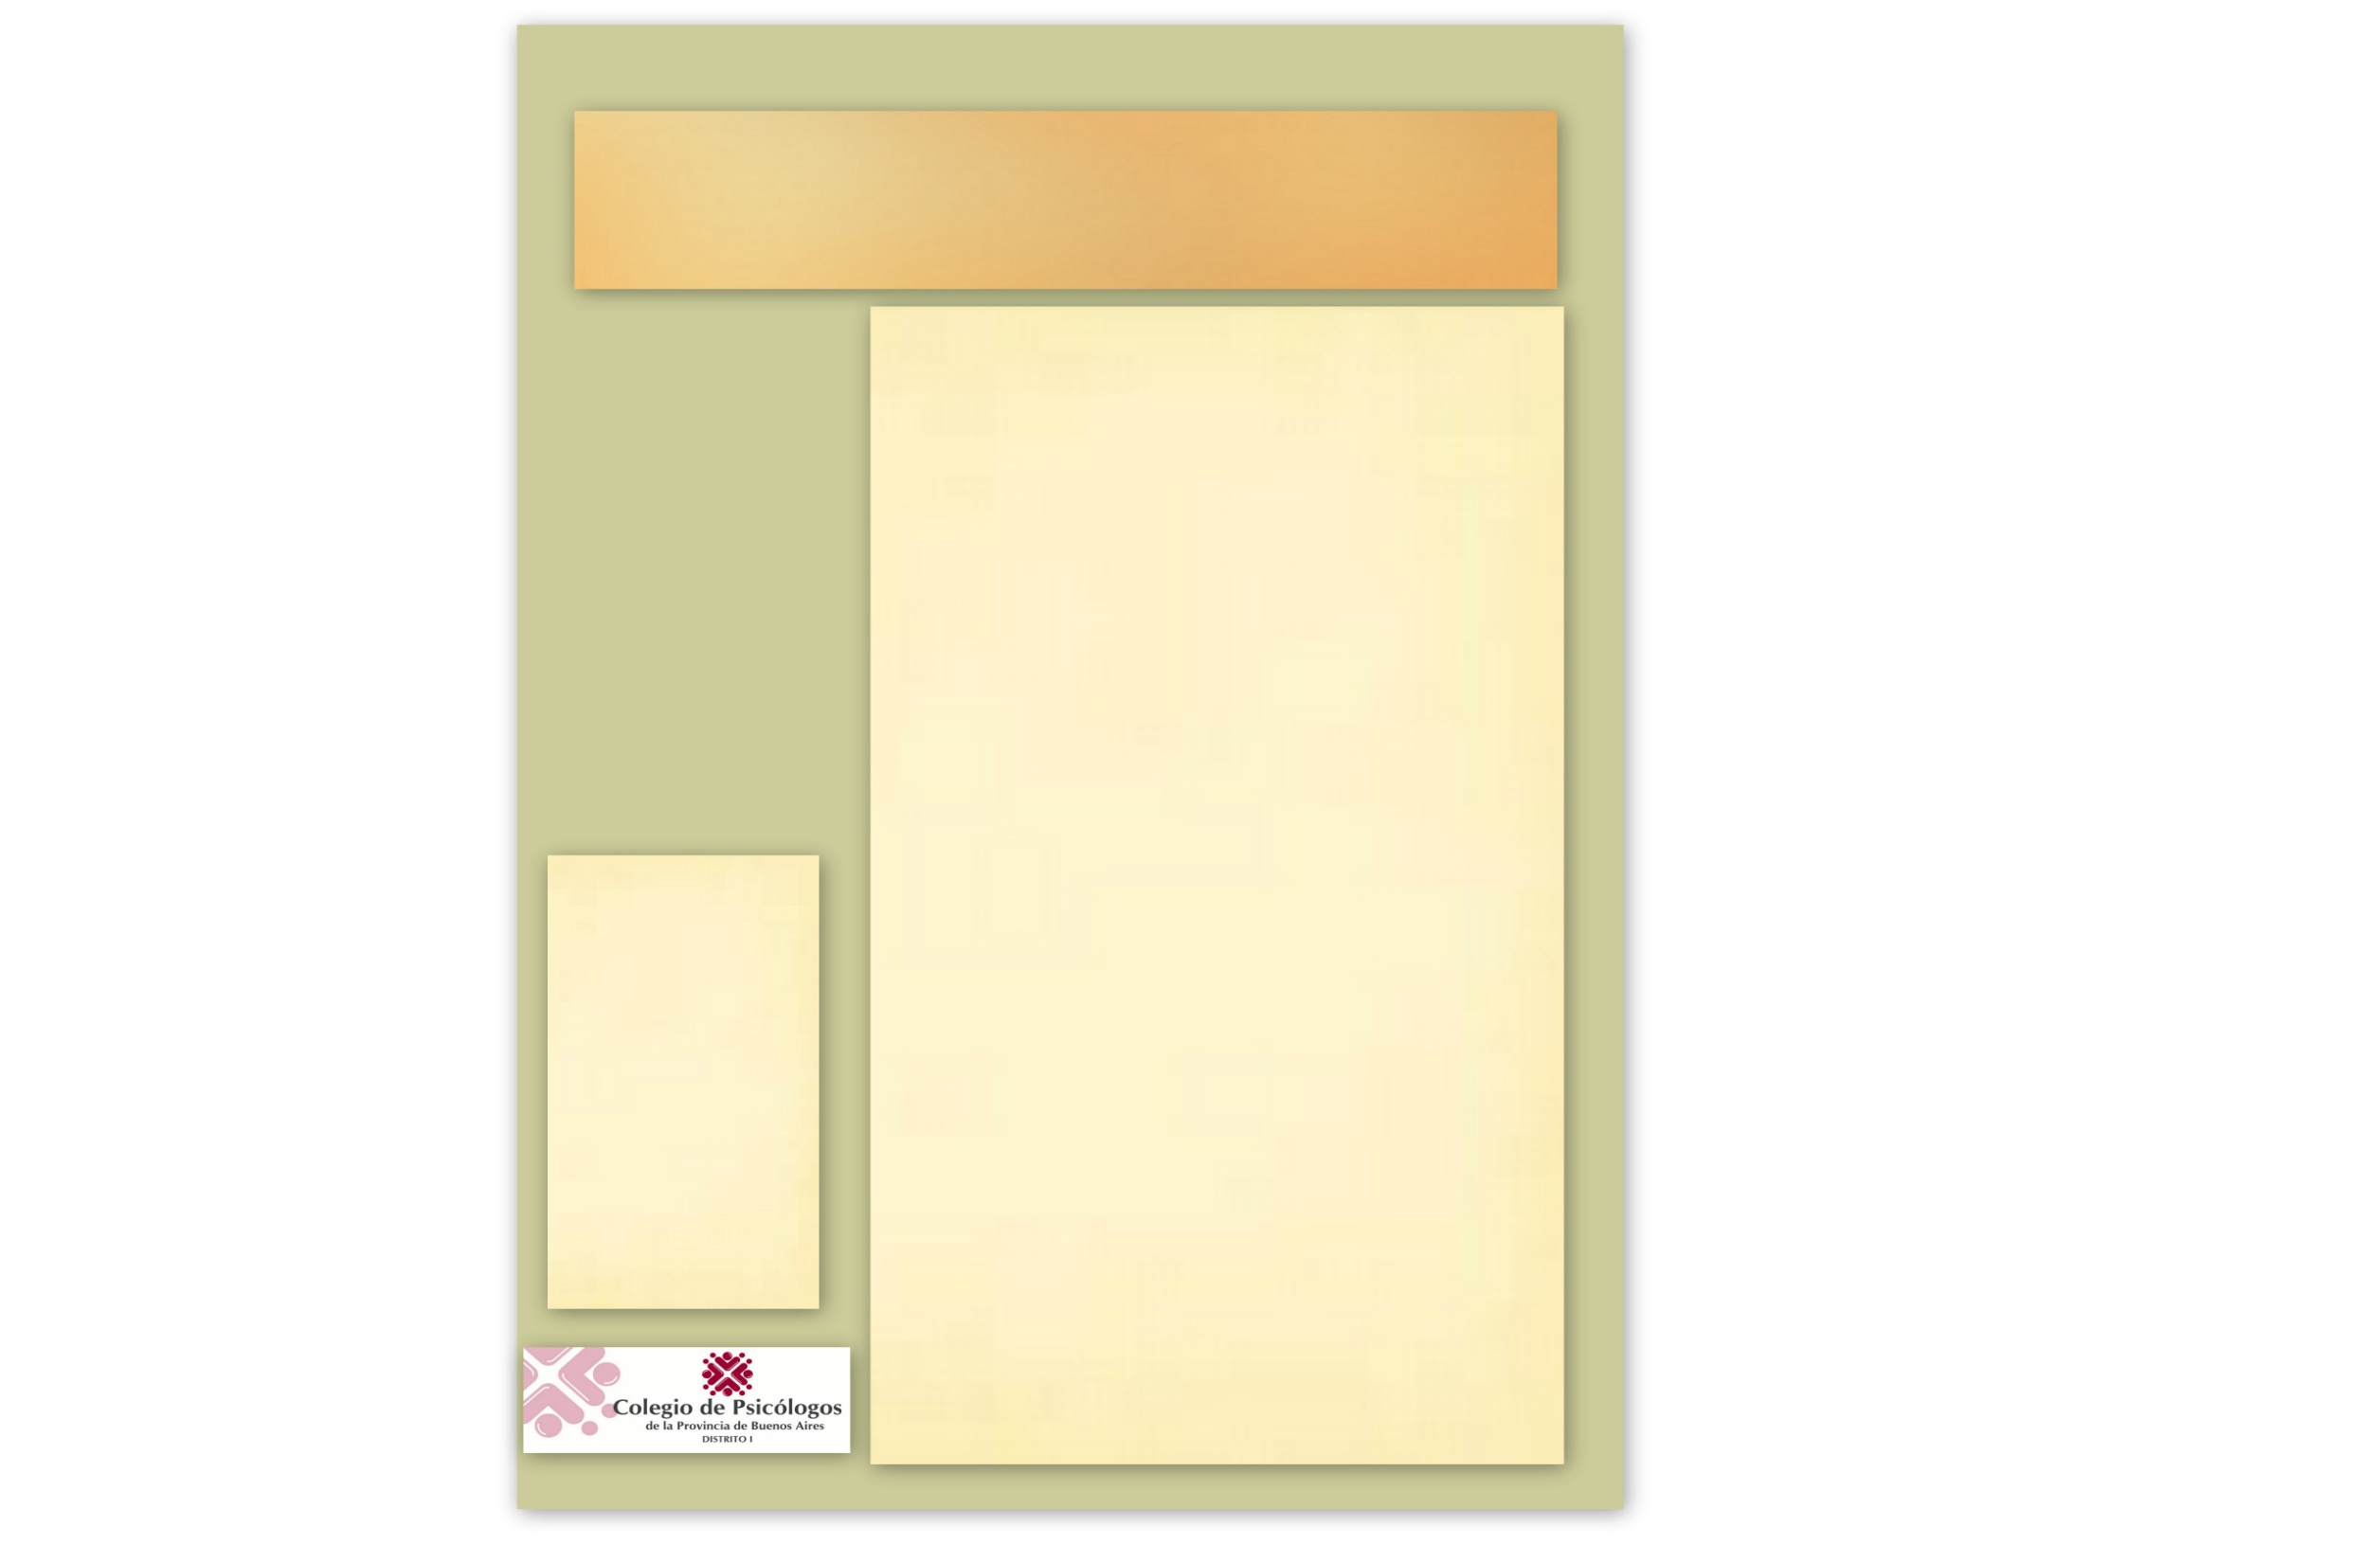 Colegio de Psicólogos
de la Provincia de Buenos Aires
DISTRITO I